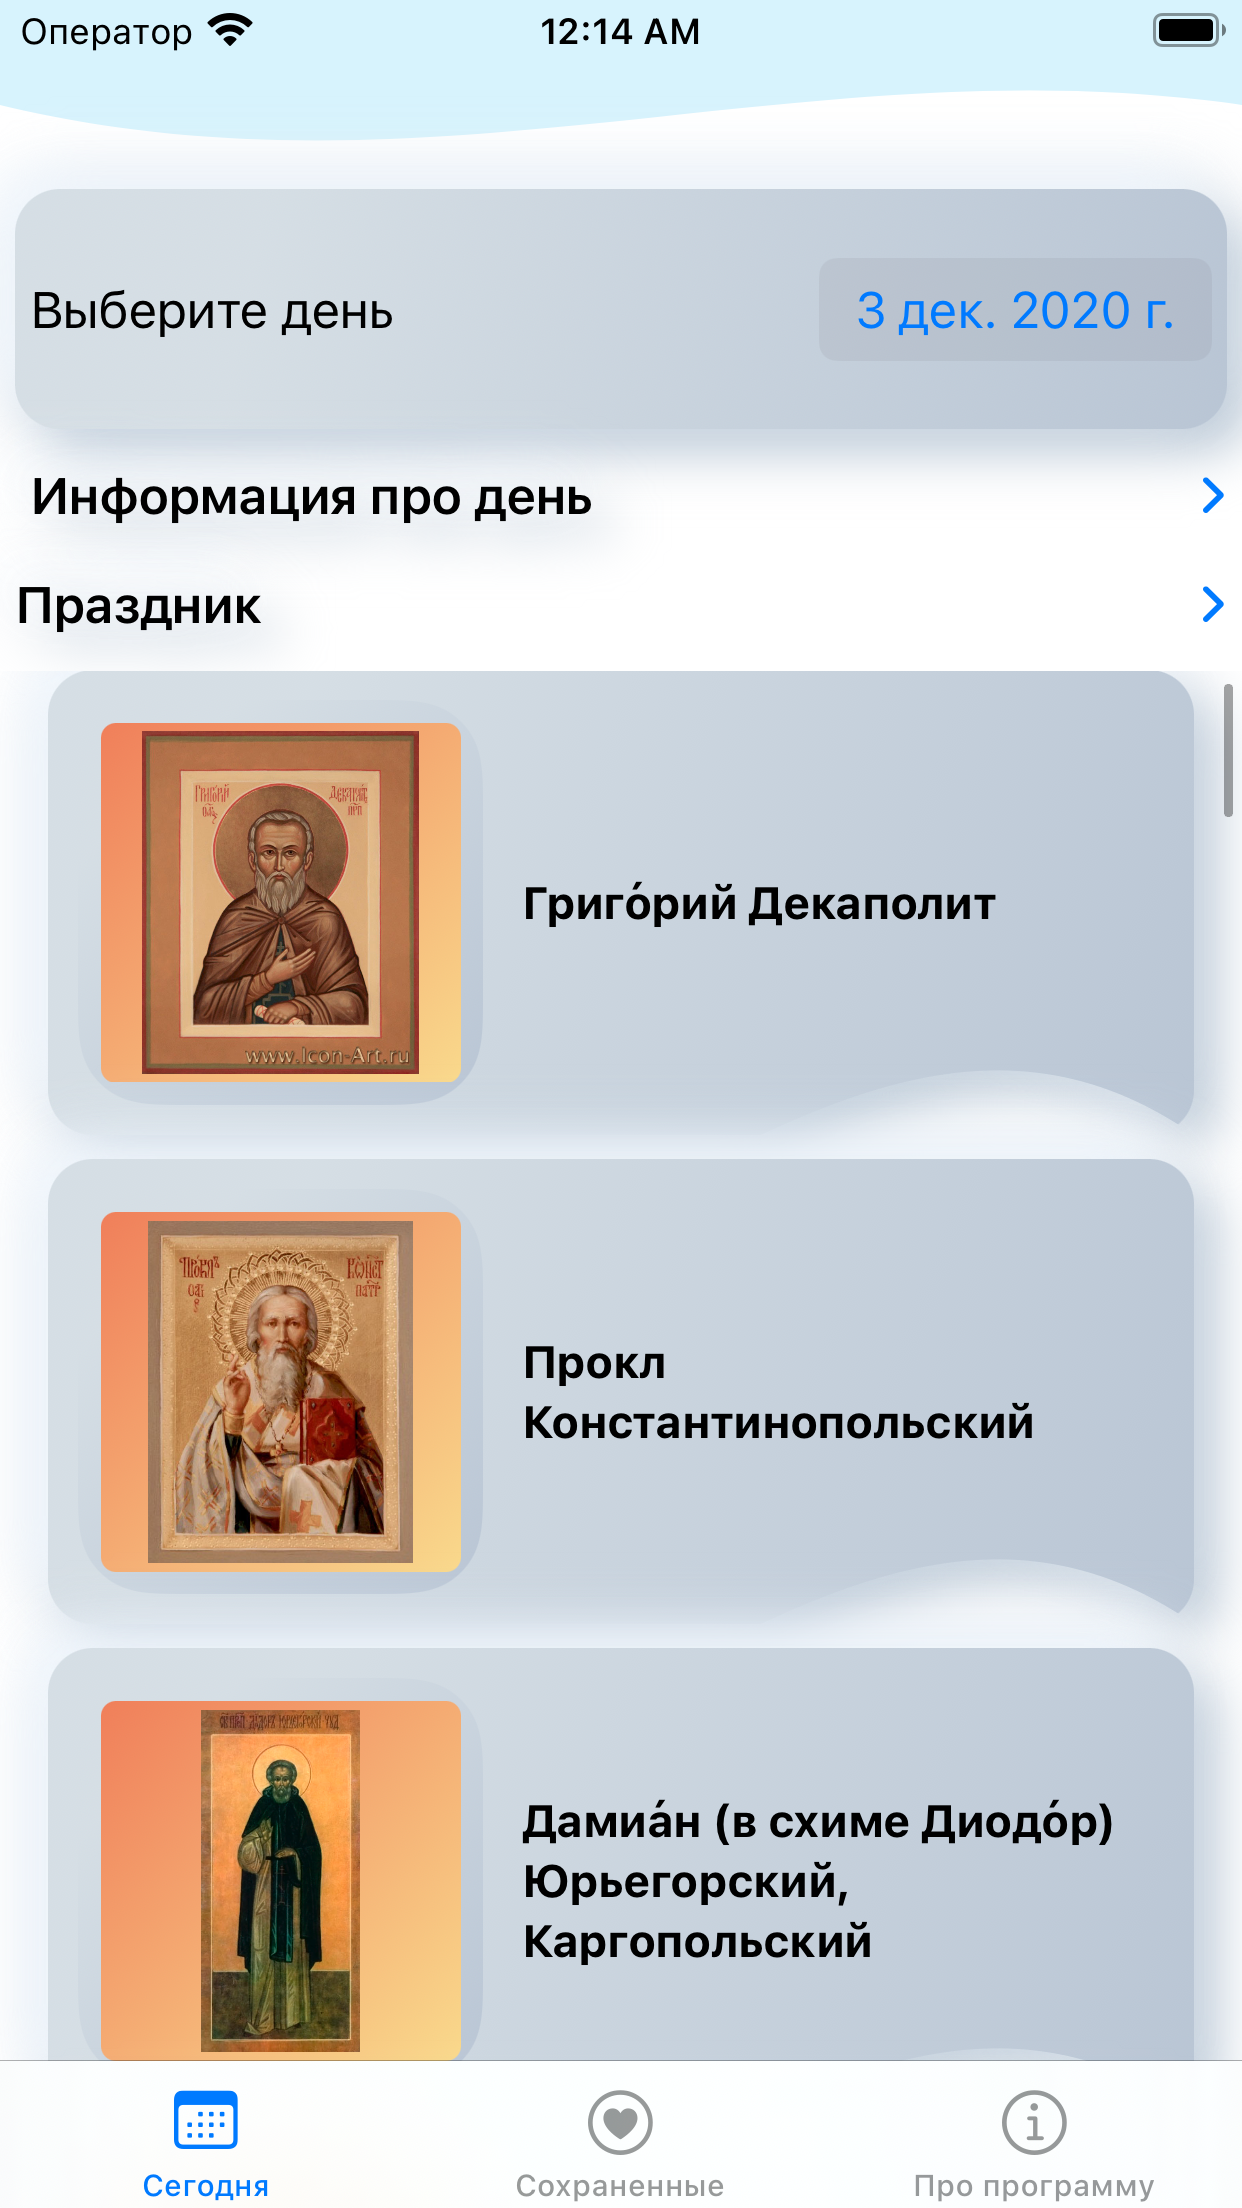 Оператор 12:14 AM
Выберите день 3 дек. 2020 г.
Информация про день
Праздник
Григо́рий Декаполит
www.Icon-Art.ru
Прокл
Константинопольский
Дамиа́н (в схиме Диодо́р)
Юрьегорский,
Каргопольский
Сегодня Сохраненные Про программу